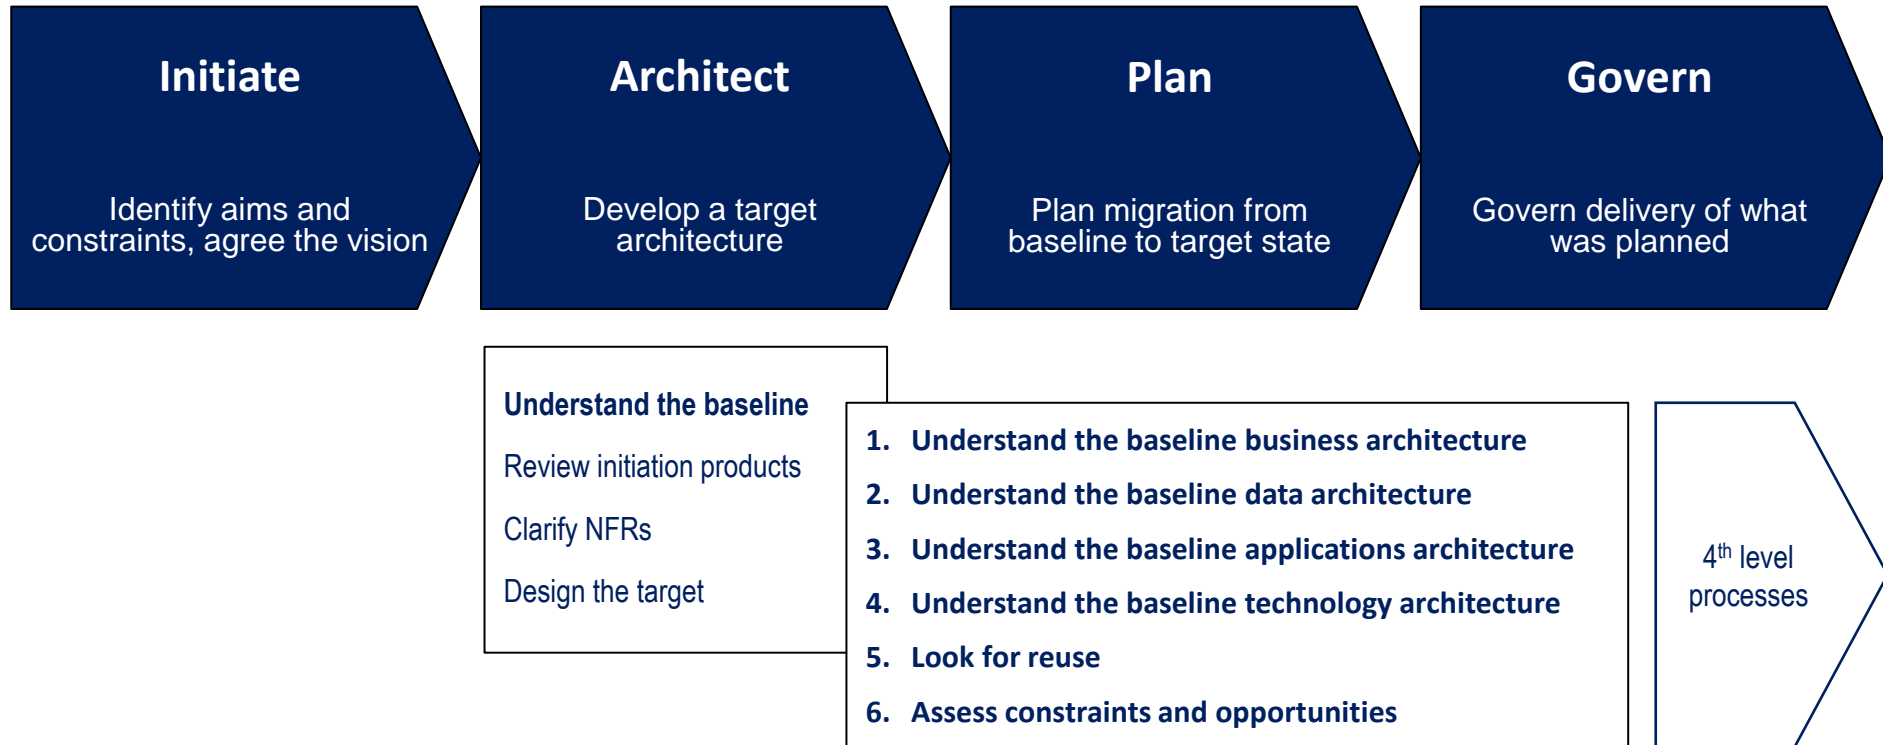 Initiate
Identify aims and
constraints, agree the vision
Architect
Develop a target
architecture
Plan
Plan migration from
baseline to target state
Govern
Govern delivery of what
was planned
Understand the baseline
Review initiation products
Clarify NFRs
Design the target
1. Understand the baseline business architecture
2. Understand the baseline data architecture
3. Understand the baseline applications architecture
4. Understand the baseline technology architecture
5. Look for reuse
6. Assess constraints and opportunities
4th level
processes